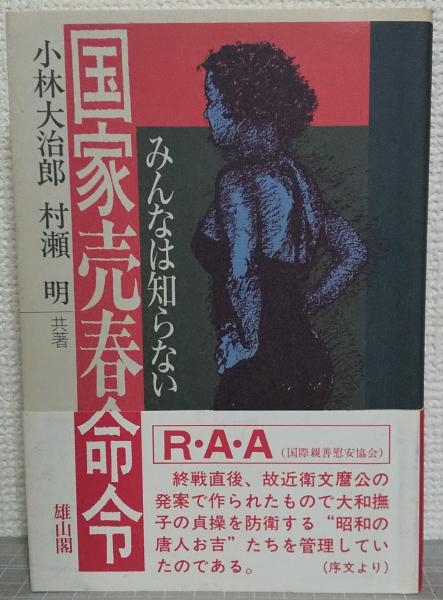 みんなは知らない
国家売春命令
小林大治郎 村瀬 明 共著
R・A・A (国際親善慰安協会)
終戦直後、故近衛文麿公の
発案で作られたもので大和撫
子の貞操を防衛する“昭和の
唐人お吉”たちを管理してい
たのである。 (序文より)
雄山閣